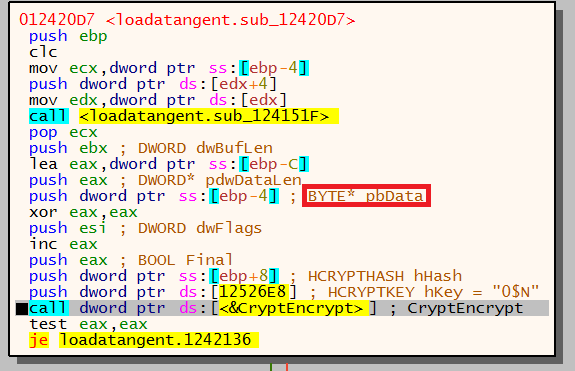 012420D7 <loadatangent.sub_12420D7>
push ebp
clc
mov ecx,dword ptr ss:[ebp-4]
push dword ptr ds:[edx+4]
mov edx,dword ptr ds:[edx]
call <loadatangent.sub_124151F>
pop ecx
push ebx ; DWORD dwBufLen
lea eax,dword ptr ss:[ebp-C]
push eax ; DWORD* pdwDataLen
push dword ptr ss:[ebp-4] ; BYTE* pbData
xor eax,eax
push esi ; DWORD dwFlags
inc eax
push eax ; BOOL Final
push dword ptr ss:[ebp+8] ; HCRYPTHASH hHash
push dword ptr ds:[12526E8] ; HCRYPTKEY hKey = "O$N"
call dword ptr ds:[<&CryptEncrypt>] ; CryptEncrypt
test eax,eax
je loadatangent.1242136